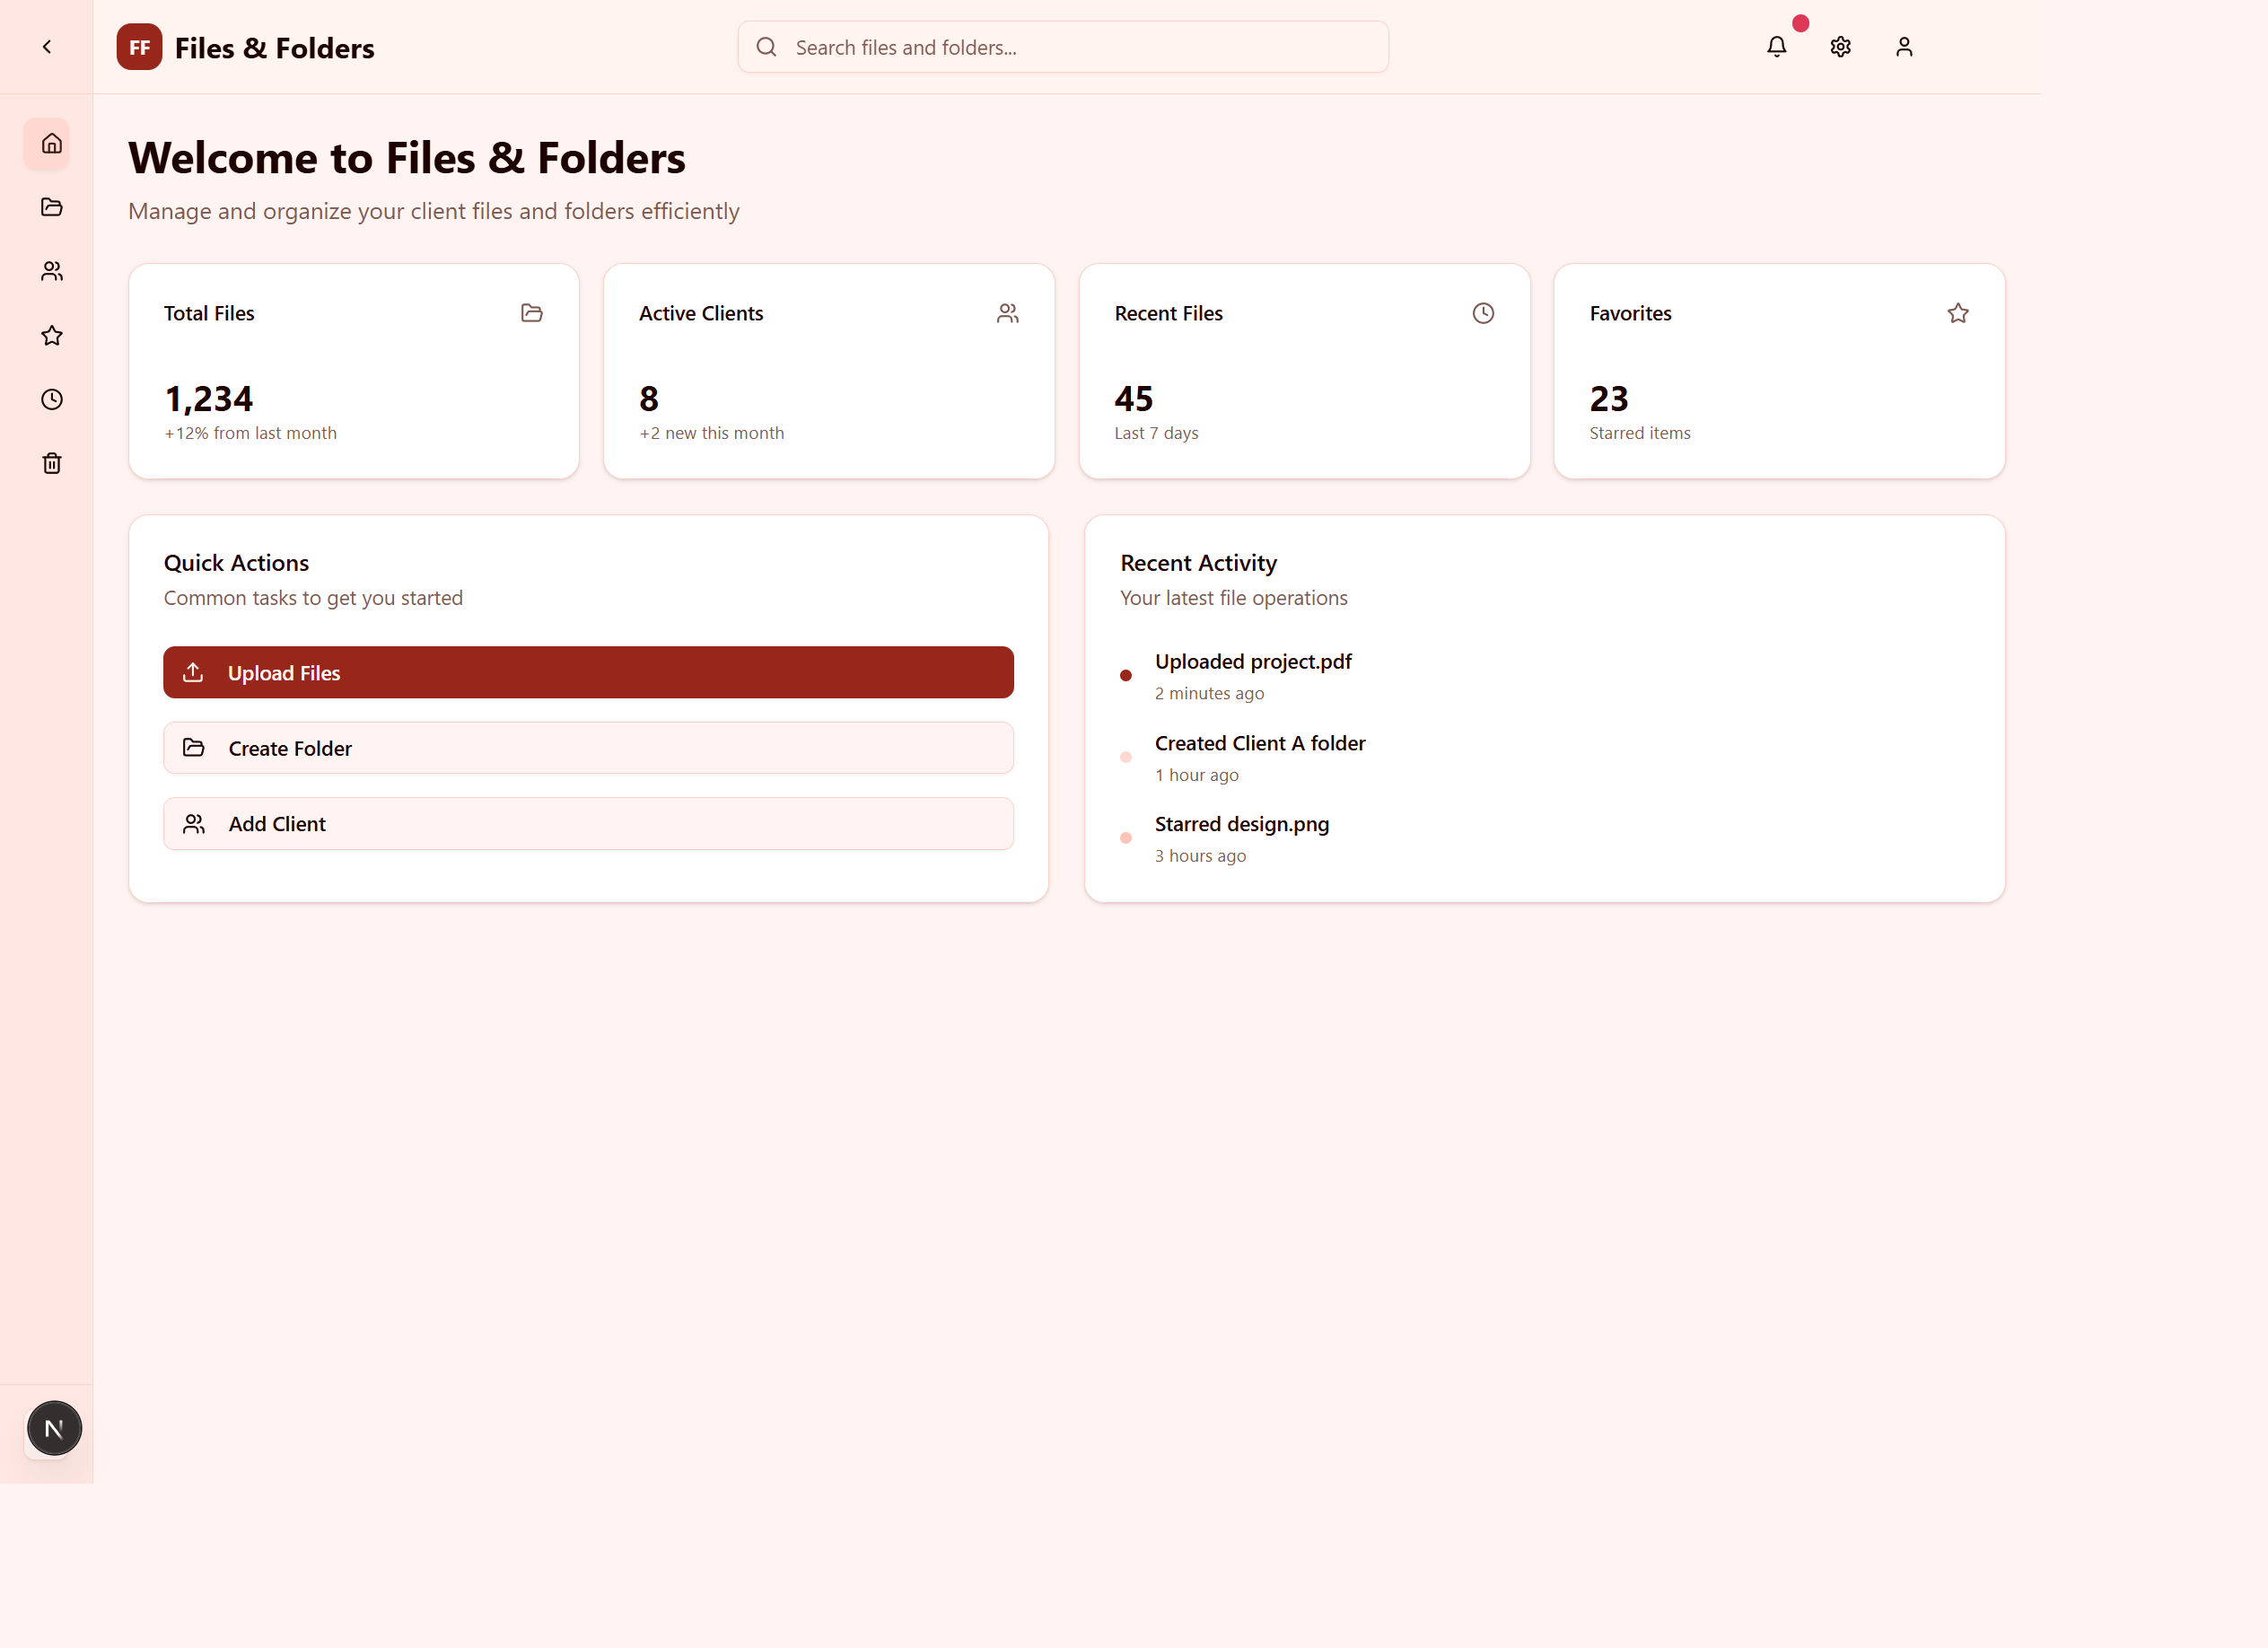 FF Files & Folders
Search files and folders...
Welcome to Files & Folders
Manage and organize your client files and folders efficiently
Total Files
1,234
+12% from last month
Active Clients
8
+2 new this month
Recent Files
45
Last 7 days
Favorites
23
Starred items
Quick Actions
Common tasks to get you started
Upload Files
Create Folder
Add Client
Recent Activity
Your latest file operations
Uploaded project.pdf
2 minutes ago
Created Client A folder
1 hour ago
Starred design.png
3 hours ago
N